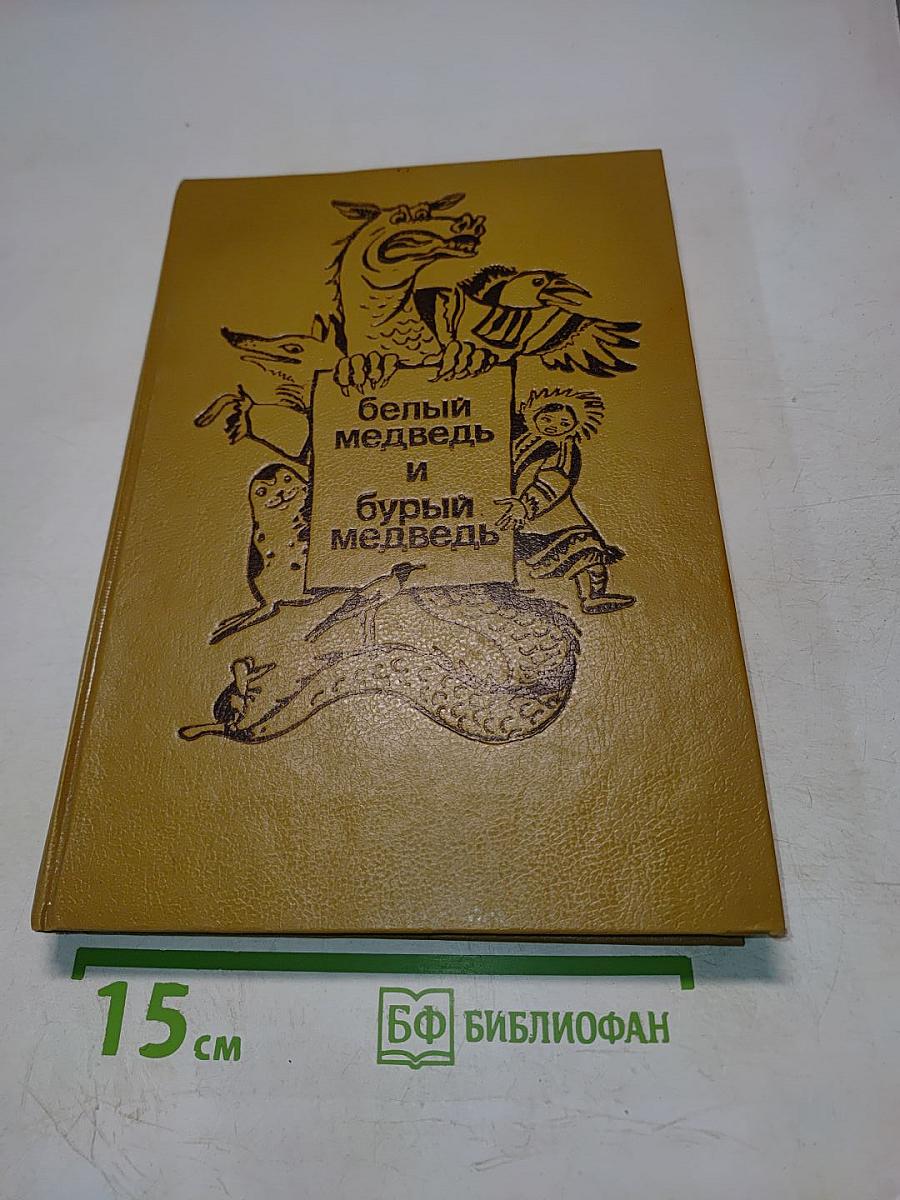 белый
медведь
и
бурый
медведь
15 см
БФ БИБЛИОФАН